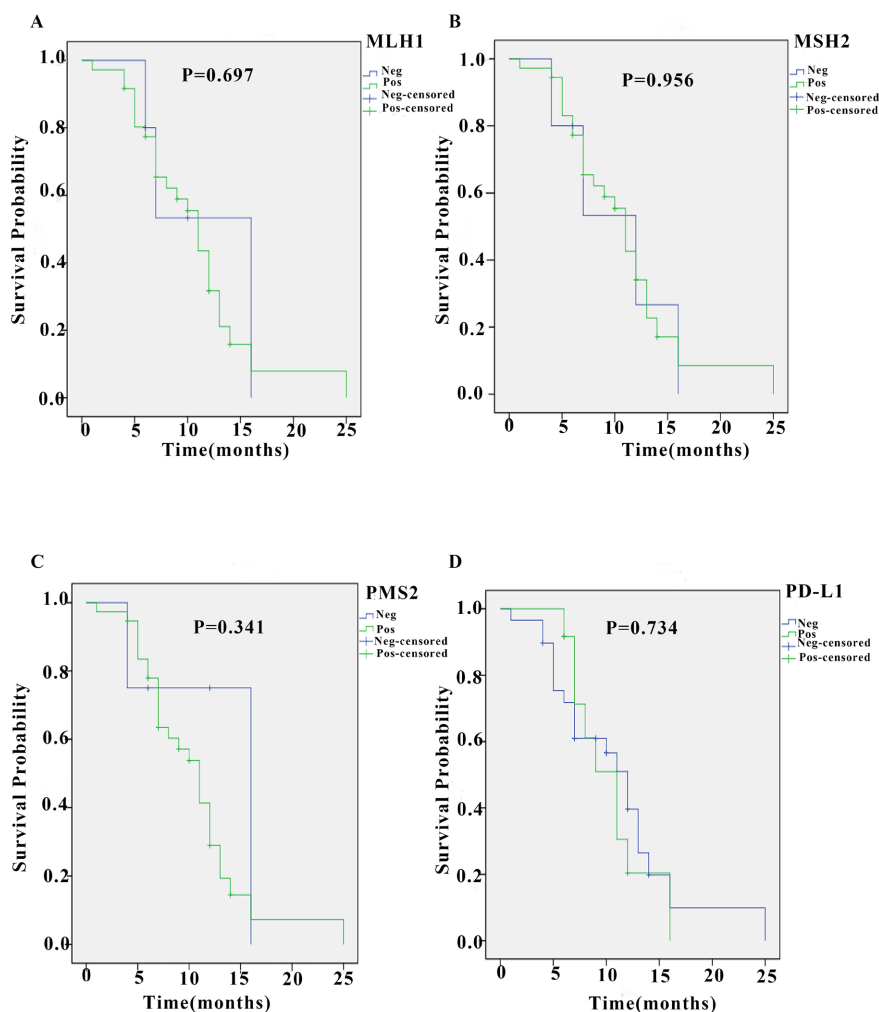 A
MLH1
P=0.697
Neg
Pos
Neg-censored
Pos-censored
Survival Probability
1.0
0.8
0.6
0.4
0.2
0.0
0 5 10 15 20 25
Time(months)
B
MSH2
P=0.956
Neg
Pos
Neg-censored
Pos-censored
Survival Probability
1.0
0.8
0.6
0.4
0.2
0.0
0 5 10 15 20 25
Time(months)
C
PMS2
P=0.341
Neg
Pos
Neg-censored
Pos-censored
Survival Probability
1.0
0.8
0.6
0.4
0.2
0.0
0 5 10 15 20 25
Time(months)
D
PD-L1
P=0.734
Neg
Pos
Neg-censored
Pos-censored
Survival Probability
1.0
0.8
0.6
0.4
0.2
0.0
0 5 10 15 20 25
Time(months)